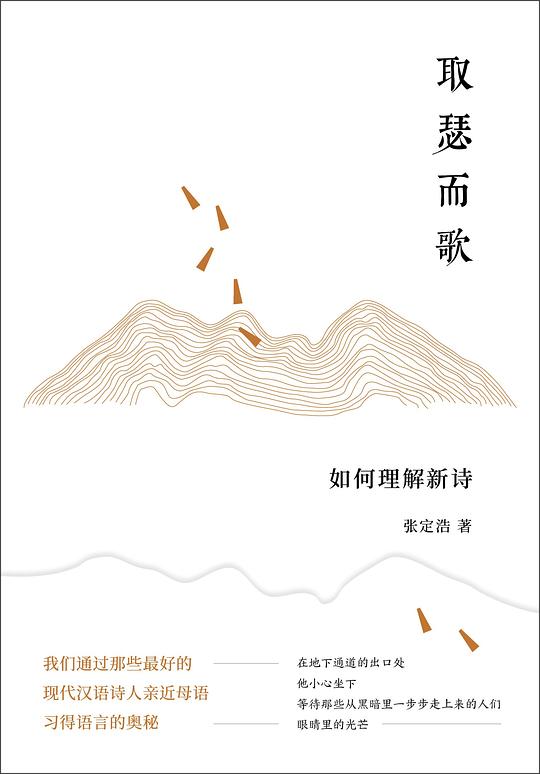 取瑟而歌
如何理解新诗
张定浩 著
我们通过那些最好的
现代汉语诗人亲近母语
习得语言的奥秘
在地下通道的出口处
他小心坐下
等待那些从黑暗里一步步走上来的人们
眼睛里的光芒